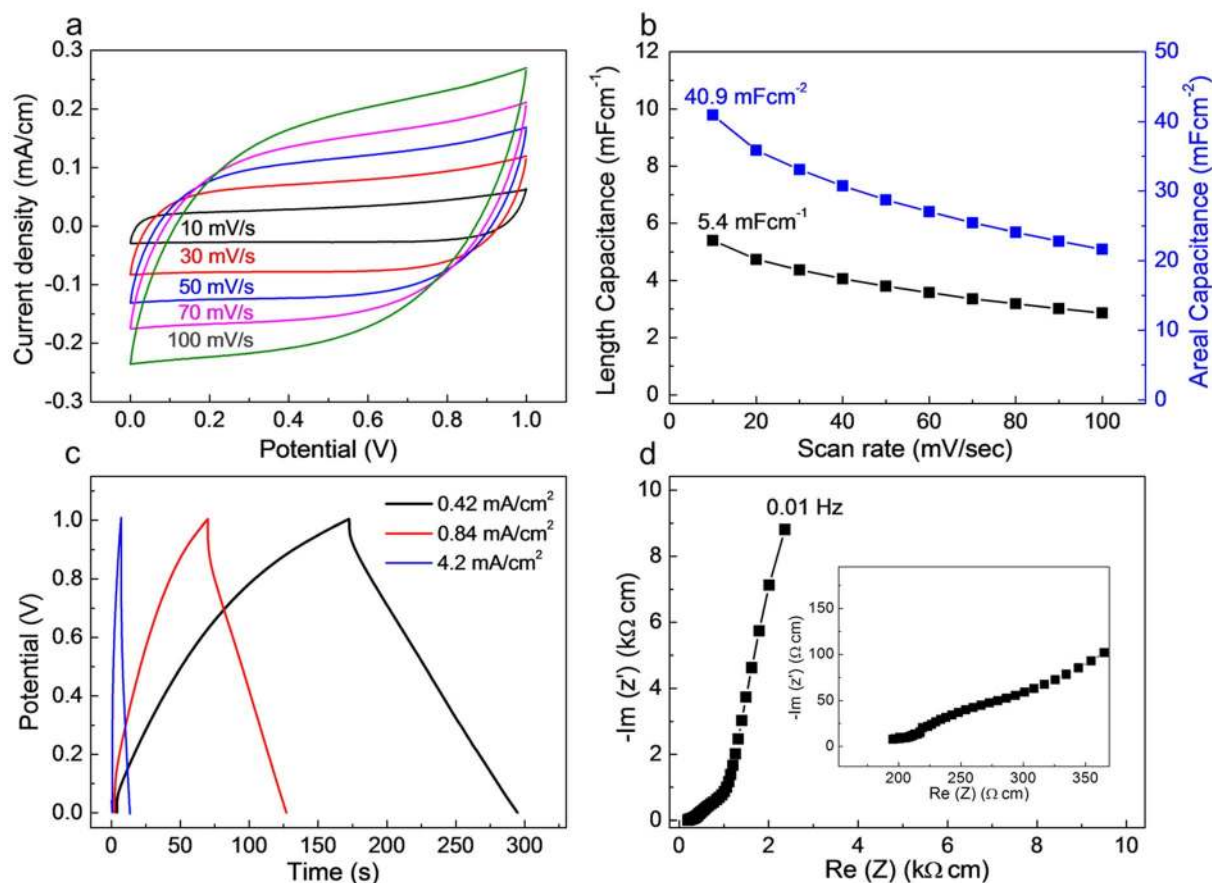 a
Current density (mA/cm)
0.3
0.2
0.1
0.0
-0.1
-0.2
-0.3
10 mV/s
30 mV/s
50 mV/s
70 mV/s
100 mV/s
0.0 0.2 0.4 0.6 0.8 1.0
Potential (V)
b
Length Capacitance (mFcm⁻¹)
12
10
8
6
4
2
0
40.9 mFcm⁻²
5.4 mFcm⁻¹
50
40
30
20
10
0
Areal Capacitance (mFcm⁻²)
0 20 40 60 80 100
Scan rate (mV/sec)
c
Potential (V)
1.0
0.8
0.6
0.4
0.2
0.0
0.42 mA/cm²
0.84 mA/cm²
4.2 mA/cm²
0 50 100 150 200 250 300
Time (s)
d
-Im (z') (kΩ cm)
10
8
6
4
2
0
0.01 Hz
-Im (z') (Ω cm)
150
100
50
0
200 250 300 350
Re (Z) (Ω cm)
0 2 4 6 8 10
Re (Z) (kΩ cm)